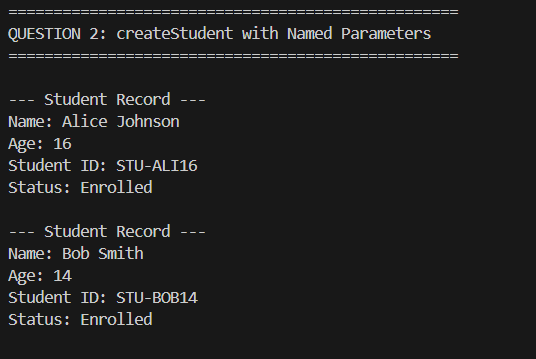 ==================================================
QUESTION 2: createStudent with Named Parameters
==================================================
--- Student Record ---
Name: Alice Johnson
Age: 16
Student ID: STU-ALI16
Status: Enrolled
--- Student Record ---
Name: Bob Smith
Age: 14
Student ID: STU-BOB14
Status: Enrolled